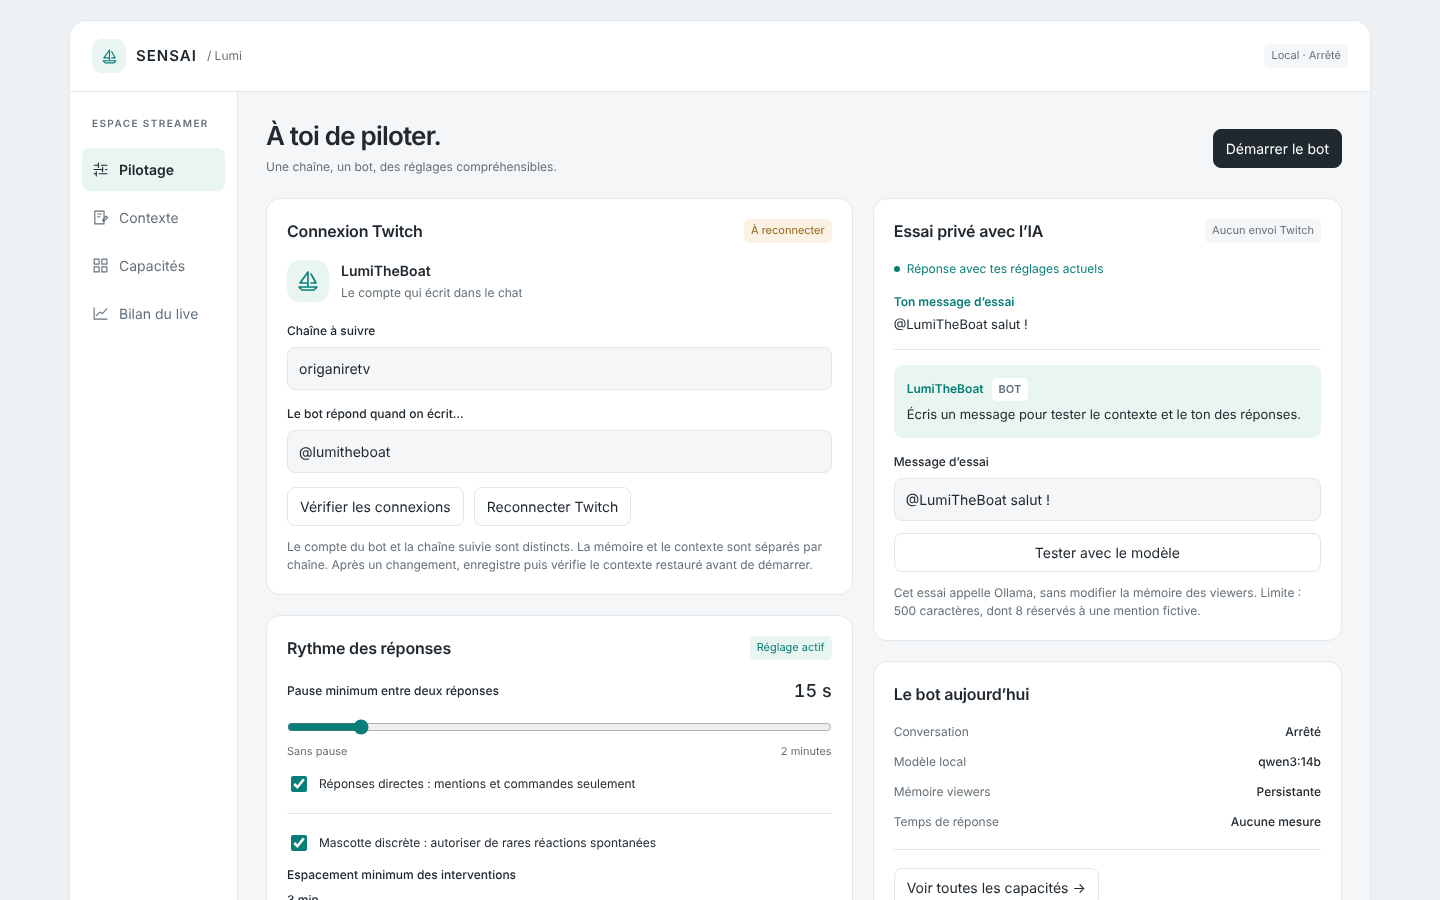 SENSAI / Lumi
Local · Arrêté
ESPACE STREAMER
Pilotage
Contexte
Capacités
Bilan du live
À toi de piloter.
Une chaîne, un bot, des réglages compréhensibles.
Démarrer le bot
Connexion Twitch
À reconnecter
LumiTheBoat
Le compte qui écrit dans le chat
Chaîne à suivre
origaniretv
Le bot répond quand on écrit…
@lumitheboat
Vérifier les connexions
Reconnecter Twitch
Le compte du bot et la chaîne suivie sont distincts. La mémoire et le contexte sont séparés par
chaîne. Après un changement, enregistre puis vérifie le contexte restauré avant de démarrer.
Rythme des réponses
Réglage actif
Pause minimum entre deux réponses
15 s
Sans pause
2 minutes
Réponses directes : mentions et commandes seulement
Mascotte discrète : autoriser de rares réactions spontanées
Espacement minimum des interventions
3 min
Essai privé avec l’IA
Aucun envoi Twitch
Réponse avec tes réglages actuels
Ton message d’essai
@LumiTheBoat salut !
LumiTheBoat BOT
Écris un message pour tester le contexte et le ton des réponses.
Message d’essai
@LumiTheBoat salut !
Tester avec le modèle
Cet essai appelle Ollama, sans modifier la mémoire des viewers. Limite :
500 caractères, dont 8 réservés à une mention fictive.
Le bot aujourd’hui
Conversation
Arrêté
Modèle local
qwen3:14b
Mémoire viewers
Persistante
Temps de réponse
Aucune mesure
Voir toutes les capacités →